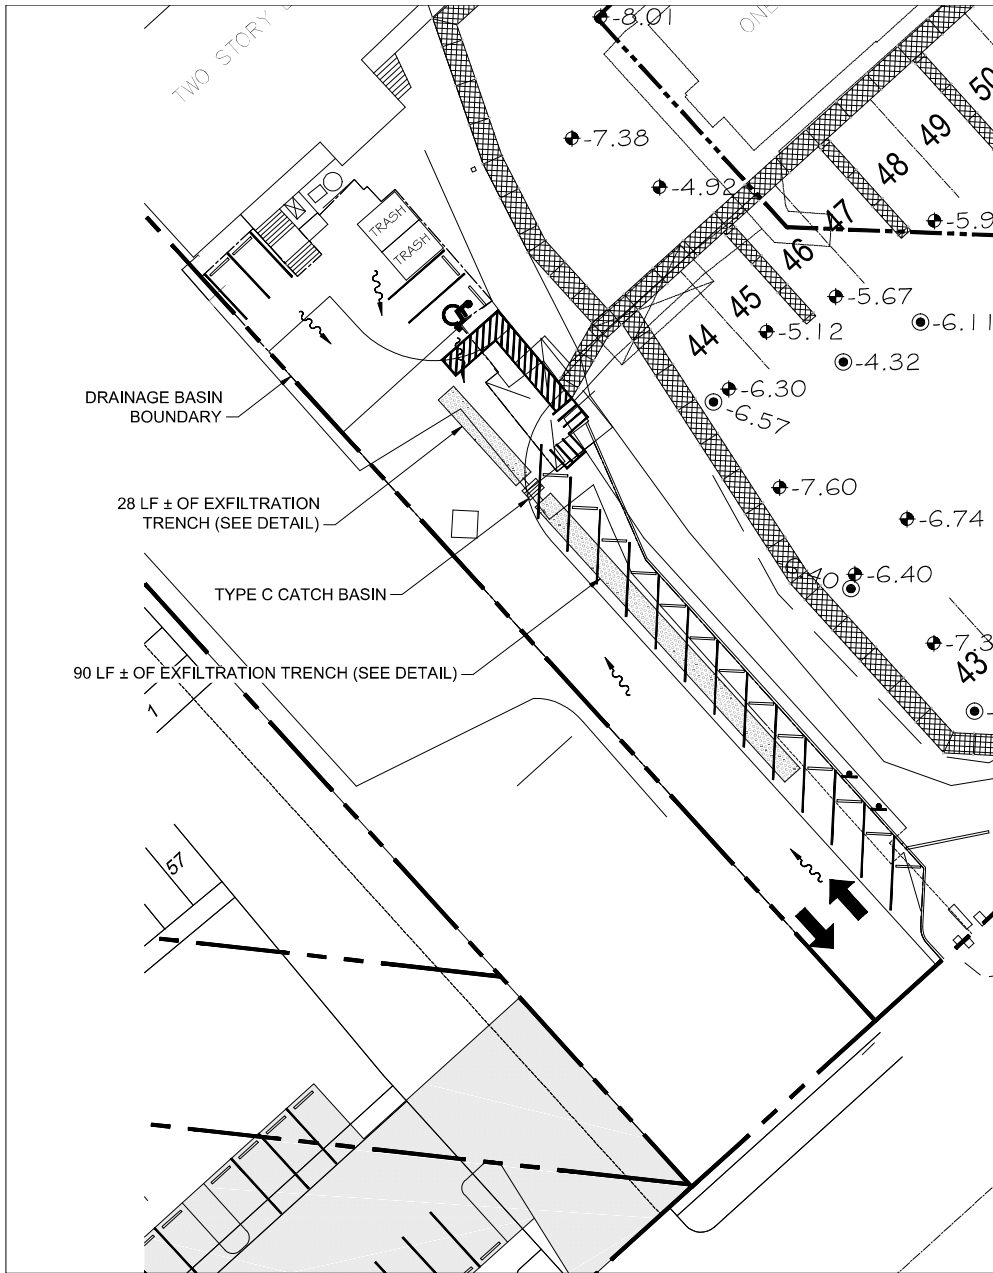 TWO STORY
ONE
-8.01
-7.38
-4.92
50
49
48
47
46
45
44
-5.9
-5.67
-6.11
-5.12
-4.32
-6.30
-6.57
TRASH
TRASH
DRAINAGE BASIN
BOUNDARY
28 LF ± OF EXFILTRATION
TRENCH (SEE DETAIL)
TYPE C CATCH BASIN
90 LF ± OF EXFILTRATION TRENCH (SEE DETAIL)
-7.60
-6.74
-6.40
-7.3
43
1
57